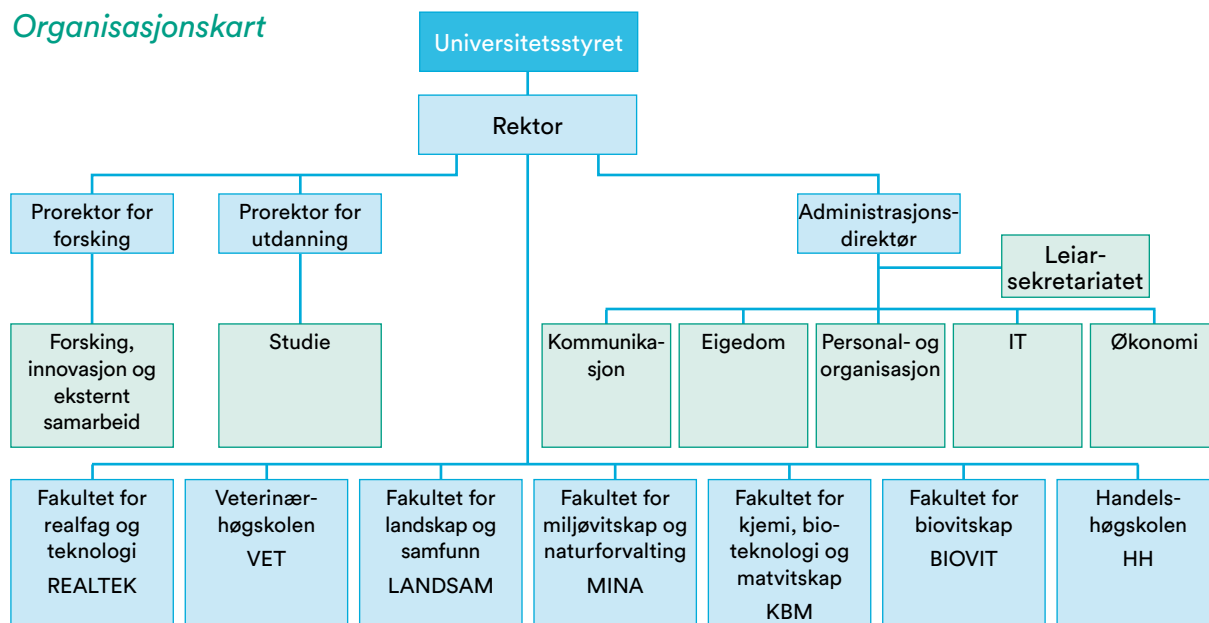 Organisasjonskart
Universitetsstyret
Rektor
Prorektor for
forsking
Prorektor for
utdanning
Administrasjons-
direktør
Leiar-
sekretariatet
Forsking,
innovasjon og
eksternt
samarbeid
Studie
Kommunika-
sjon
Eigedom
Personal- og
organisasjon
IT
Økonomi
Fakultet for
realfag og
teknologi
REALTEK
Veterinær-
høgskolen
VET
Fakultet for
landskap og
samfunn
LANDSAM
Fakultet for
miljøvitskap og
naturforvalting
MINA
Fakultet for
kjemi, bio-
teknologi og
matvitskap
KBM
Fakultet for
biovitskap
BIOVIT
Handels-
høgskolen
HH